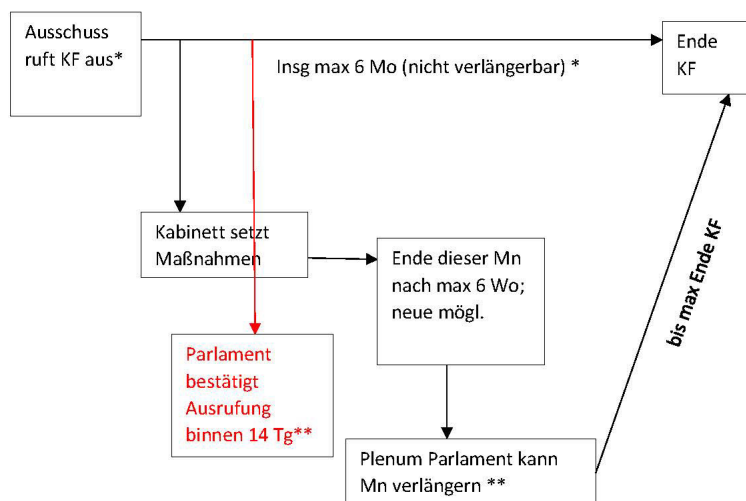 Ausschuss
ruft KF aus*
Insg max 6 Mo (nicht verlängerbar) *
Ende
KF
Kabinett setzt
Maßnahmen
Ende dieser Mn
nach max 6 Wo;
neue mögl.
bis max Ende KF
Parlament
bestätigt
Ausrufung
binnen 14 Tg**
Plenum Parlament kann
Mn verlängern **